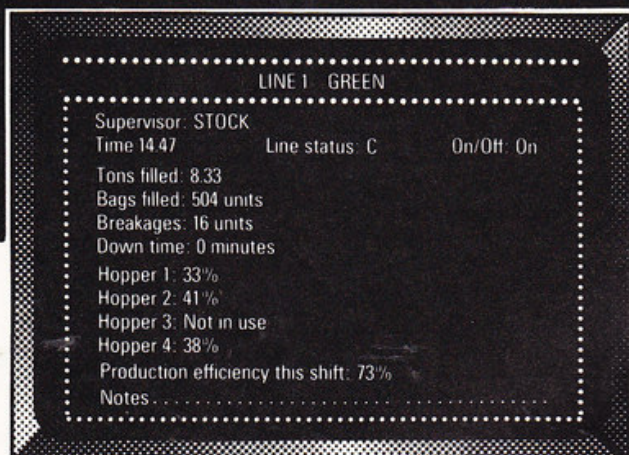 LINE 1 GREEN
Supervisor: STOCK
Time 14.47 Line status: C On/Off: On
Tons filled: 8.33
Bags filled: 504 units
Breakages: 16 units
Down time: 0 minutes
Hopper 1: 33%
Hopper 2: 41%
Hopper 3: Not in use
Hopper 4: 38%
Production efficiency this shift: 73%
Notes. . . . . . . . . . . . . . . . . . . . . . . . . . . . . . . . . . . . . . .